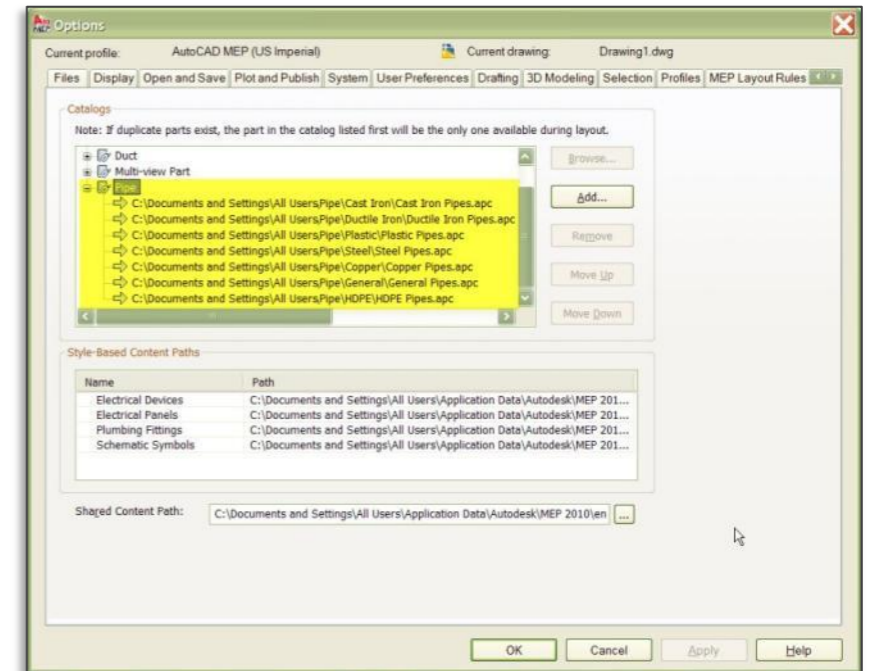 Options
Current profile: AutoCAD MEP (US Imperial) Current drawing: Drawing1.dwg
Files Display Open and Save Plot and Publish System User Preferences Drafting 3D Modeling Selection Profiles MEP Layout Rules
Catalogs
Note: If duplicate parts exist, the part in the catalog listed first will be the only one available during layout.
Duct
Multi-view Part
Pipe
C:\Documents and Settings\All Users,Pipe\Cast Iron\Cast Iron Pipes.apc
C:\Documents and Settings\All Users,Pipe\Ductile Iron\Ductile Iron Pipes.apc
C:\Documents and Settings\All Users,Pipe\Plastic\Plastic Pipes.apc
C:\Documents and Settings\All Users,Pipe\Steel\Steel Pipes.apc
C:\Documents and Settings\All Users,Pipe\Copper\Copper Pipes.apc
C:\Documents and Settings\All Users,Pipe\General\General Pipes.apc
C:\Documents and Settings\All Users,Pipe\HDPE\HDPE Pipes.apc
Browse...
Add...
Remove
Move Up
Move Down
Style-Based Content Paths
Name Path
Electrical Devices C:\Documents and Settings\All Users\Application Data\Autodesk\MEP 201...
Electrical Panels C:\Documents and Settings\All Users\Application Data\Autodesk\MEP 201...
Plumbing Fittings C:\Documents and Settings\All Users\Application Data\Autodesk\MEP 201...
Schematic Symbols C:\Documents and Settings\All Users\Application Data\Autodesk\MEP 201...
Shared Content Path: C:\Documents and Settings\All Users\Application Data\Autodesk\MEP 2010\en ...
OK Cancel Apply Help